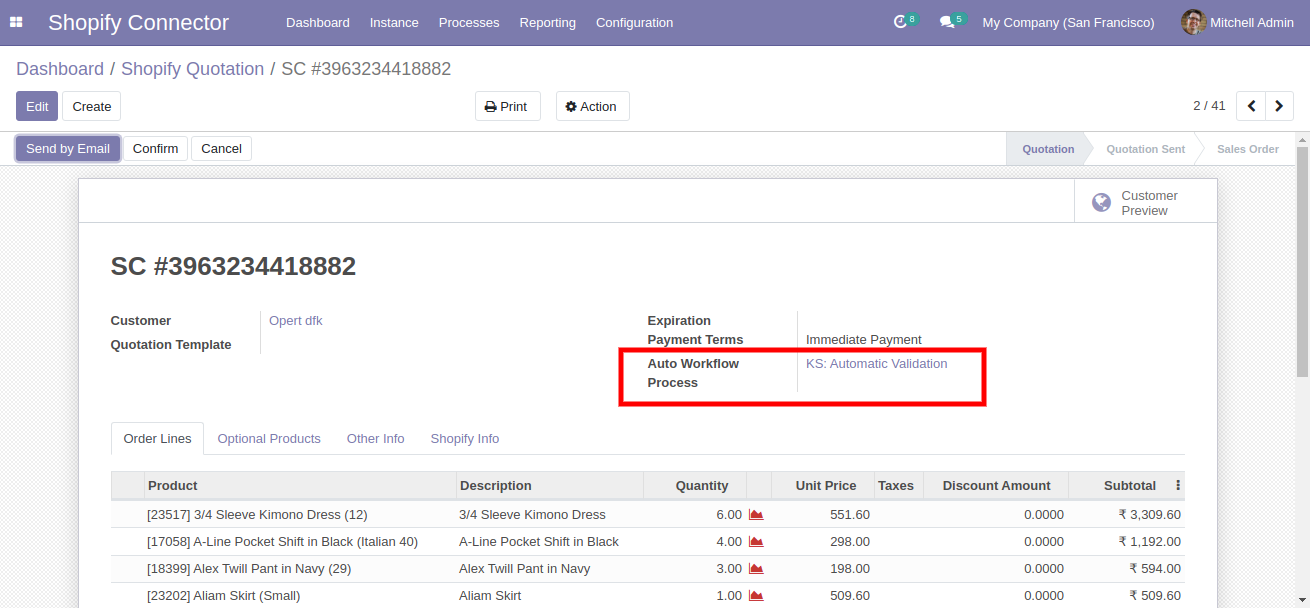 Shopify Connector Dashboard Instance Processes Reporting Configuration 8 5 My Company (San Francisco) Mitchell Admin
Dashboard / Shopify Quotation / SC #3963234418882
Edit Create Print Action 2 / 41
Send by Email Confirm Cancel Quotation Quotation Sent Sales Order
Customer
Preview
SC #3963234418882
Customer Opert dfk
Quotation Template
Expiration
Payment Terms Immediate Payment
Auto Workflow KS: Automatic Validation
Process
Order Lines Optional Products Other Info Shopify Info
Product Description Quantity Unit Price Taxes Discount Amount Subtotal
[23517] 3/4 Sleeve Kimono Dress (12) 3/4 Sleeve Kimono Dress 6.00 551.60 0.0000 ₹ 3,309.60
[17058] A-Line Pocket Shift in Black (Italian 40) A-Line Pocket Shift in Black 4.00 298.00 0.0000 ₹ 1,192.00
[18399] Alex Twill Pant in Navy (29) Alex Twill Pant in Navy 3.00 198.00 0.0000 ₹ 594.00
[23202] Aliam Skirt (Small) Aliam Skirt 1.00 509.60 0.0000 ₹ 509.60